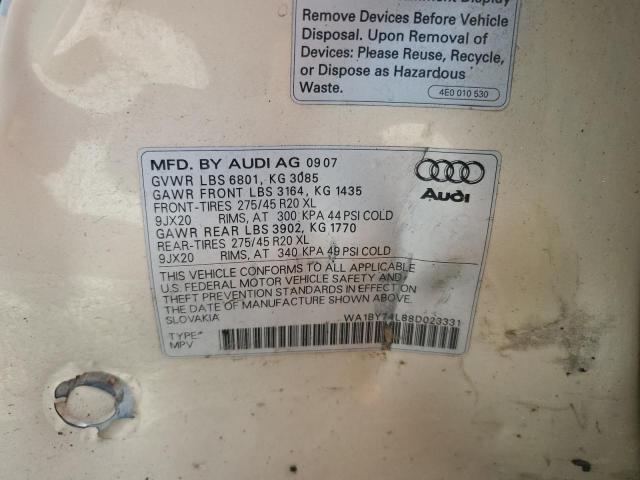 Remove Devices Before Vehicle
Disposal. Upon Removal of
Devices: Please Reuse, Recycle,
or Dispose as Hazardous
Waste.
4E0 010 530
MFD. BY AUDI AG 09 07
GVWR LBS 6801, KG 3085
GAWR FRONT LBS 3164, KG 1435
FRONT-TIRES 275/45 R20 XL
9JX20 RIMS, AT 300 KPA 44 PSI COLD
GAWR REAR LBS 3902, KG 1770
REAR-TIRES 275/45 R20 XL
9JX20 RIMS, AT 340 KPA 49 PSI COLD
Audi
THIS VEHICLE CONFORMS TO ALL APPLICABLE
U.S. FEDERAL MOTOR VEHICLE SAFETY AND
THEFT PREVENTION STANDARDS IN EFFECT ON
THE DATE OF MANUFACTURE SHOWN ABOVE.
SLOVAKIA
WA1BY74L88D023331
TYPE:
MPV